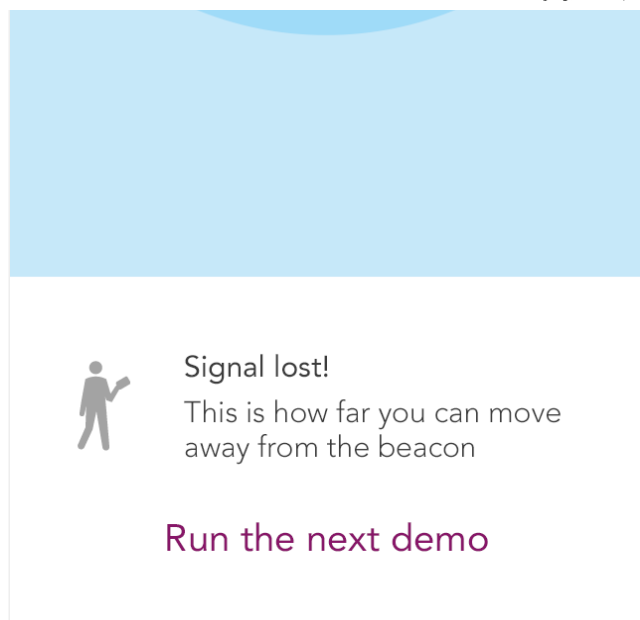 Signal lost!
This is how far you can move
away from the beacon
Run the next demo